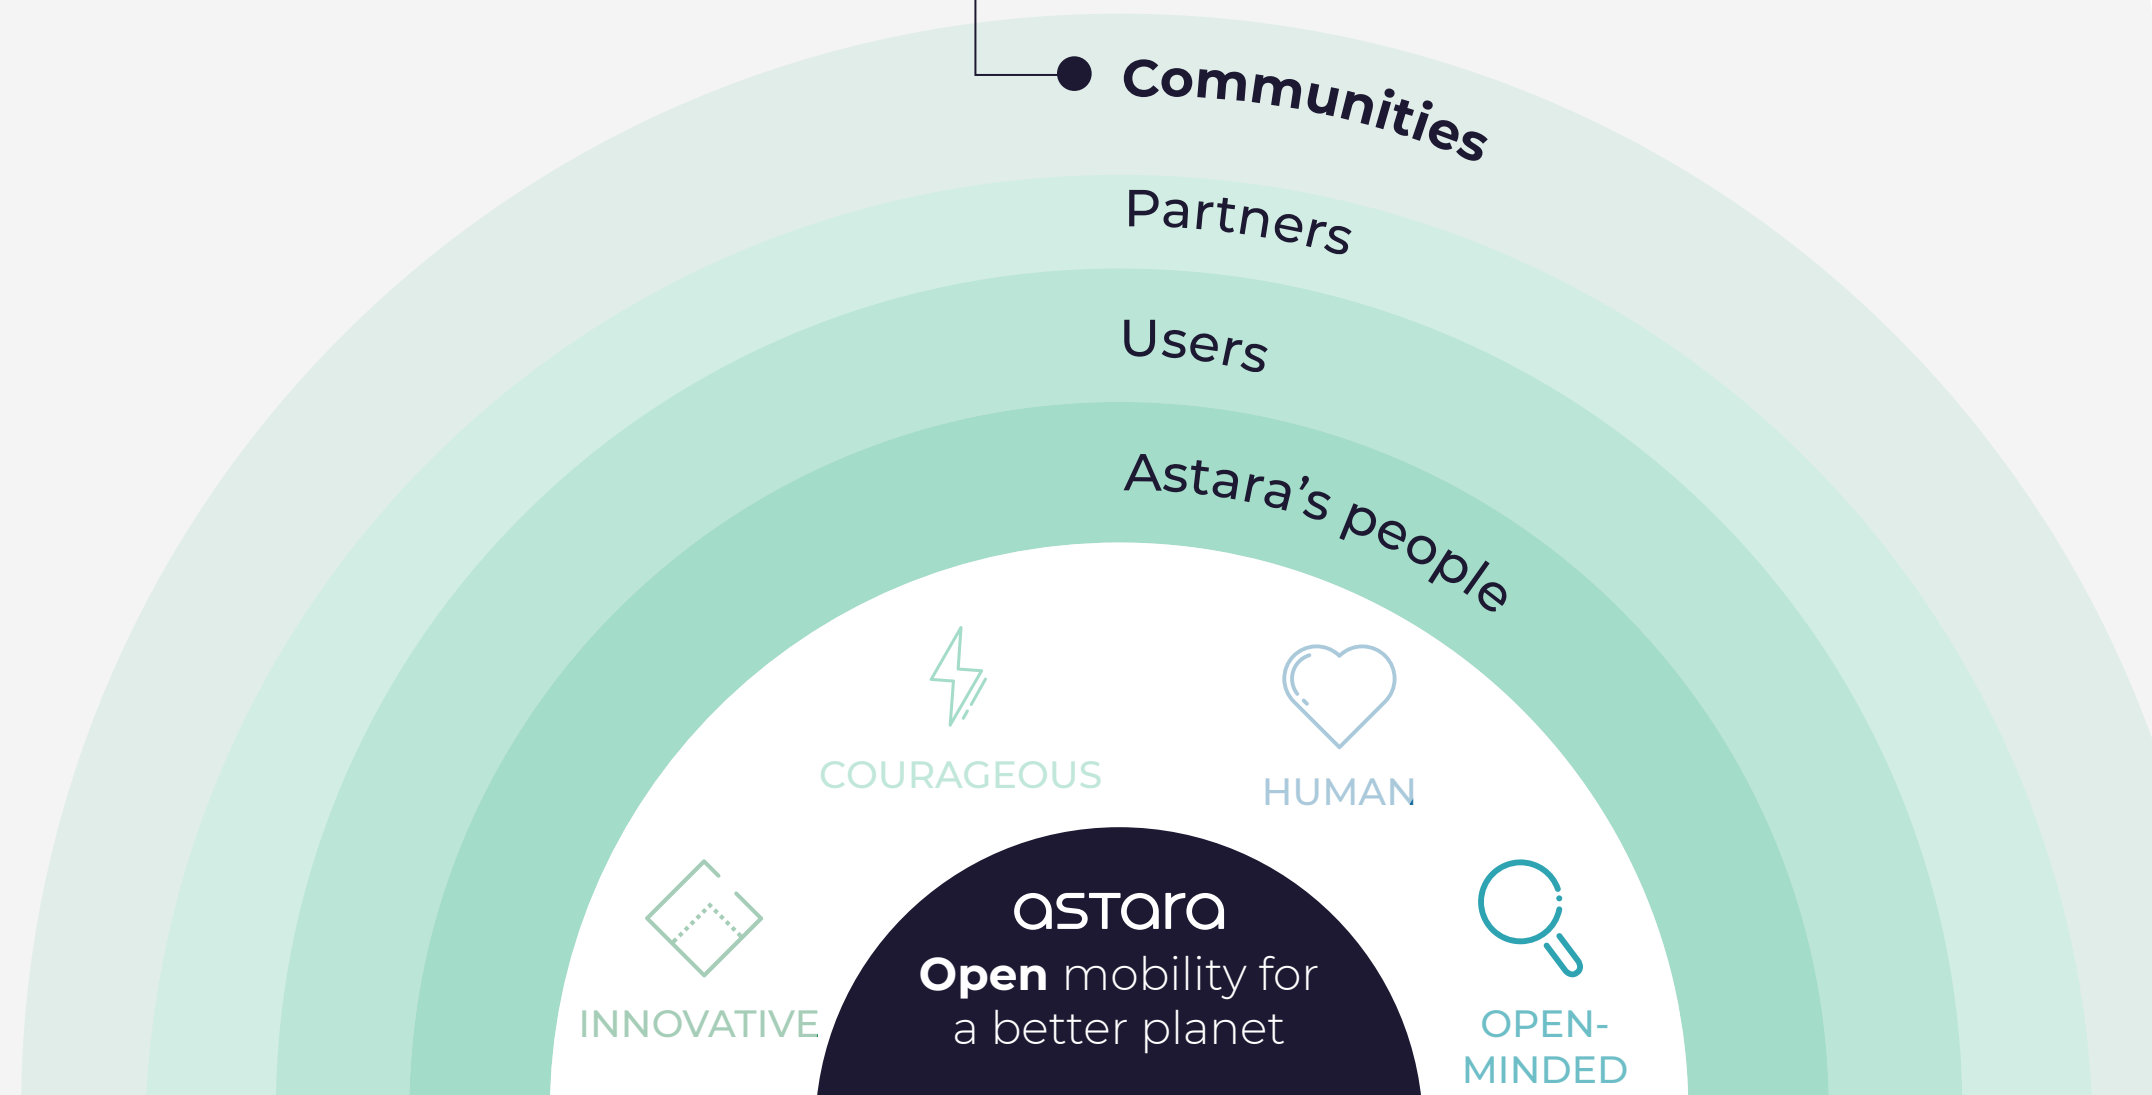 Communities
Partners
Users
Astara’s people
COURAGEOUS
HUMAN
astara
Open mobility for
a better planet
INNOVATIVE
OPEN-
MINDED